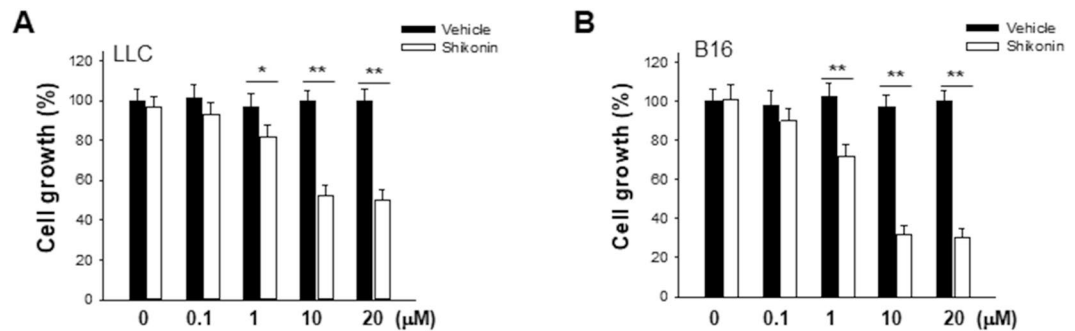 A
LLC
Vehicle
Shikonin
Cell growth (%)
120
100
80
60
40
20
0
* ** **
0 0.1 1 10 20 (μM)
B
B16
Vehicle
Shikonin
Cell growth (%)
120
100
80
60
40
20
0
** ** **
0 0.1 1 10 20 (μM)